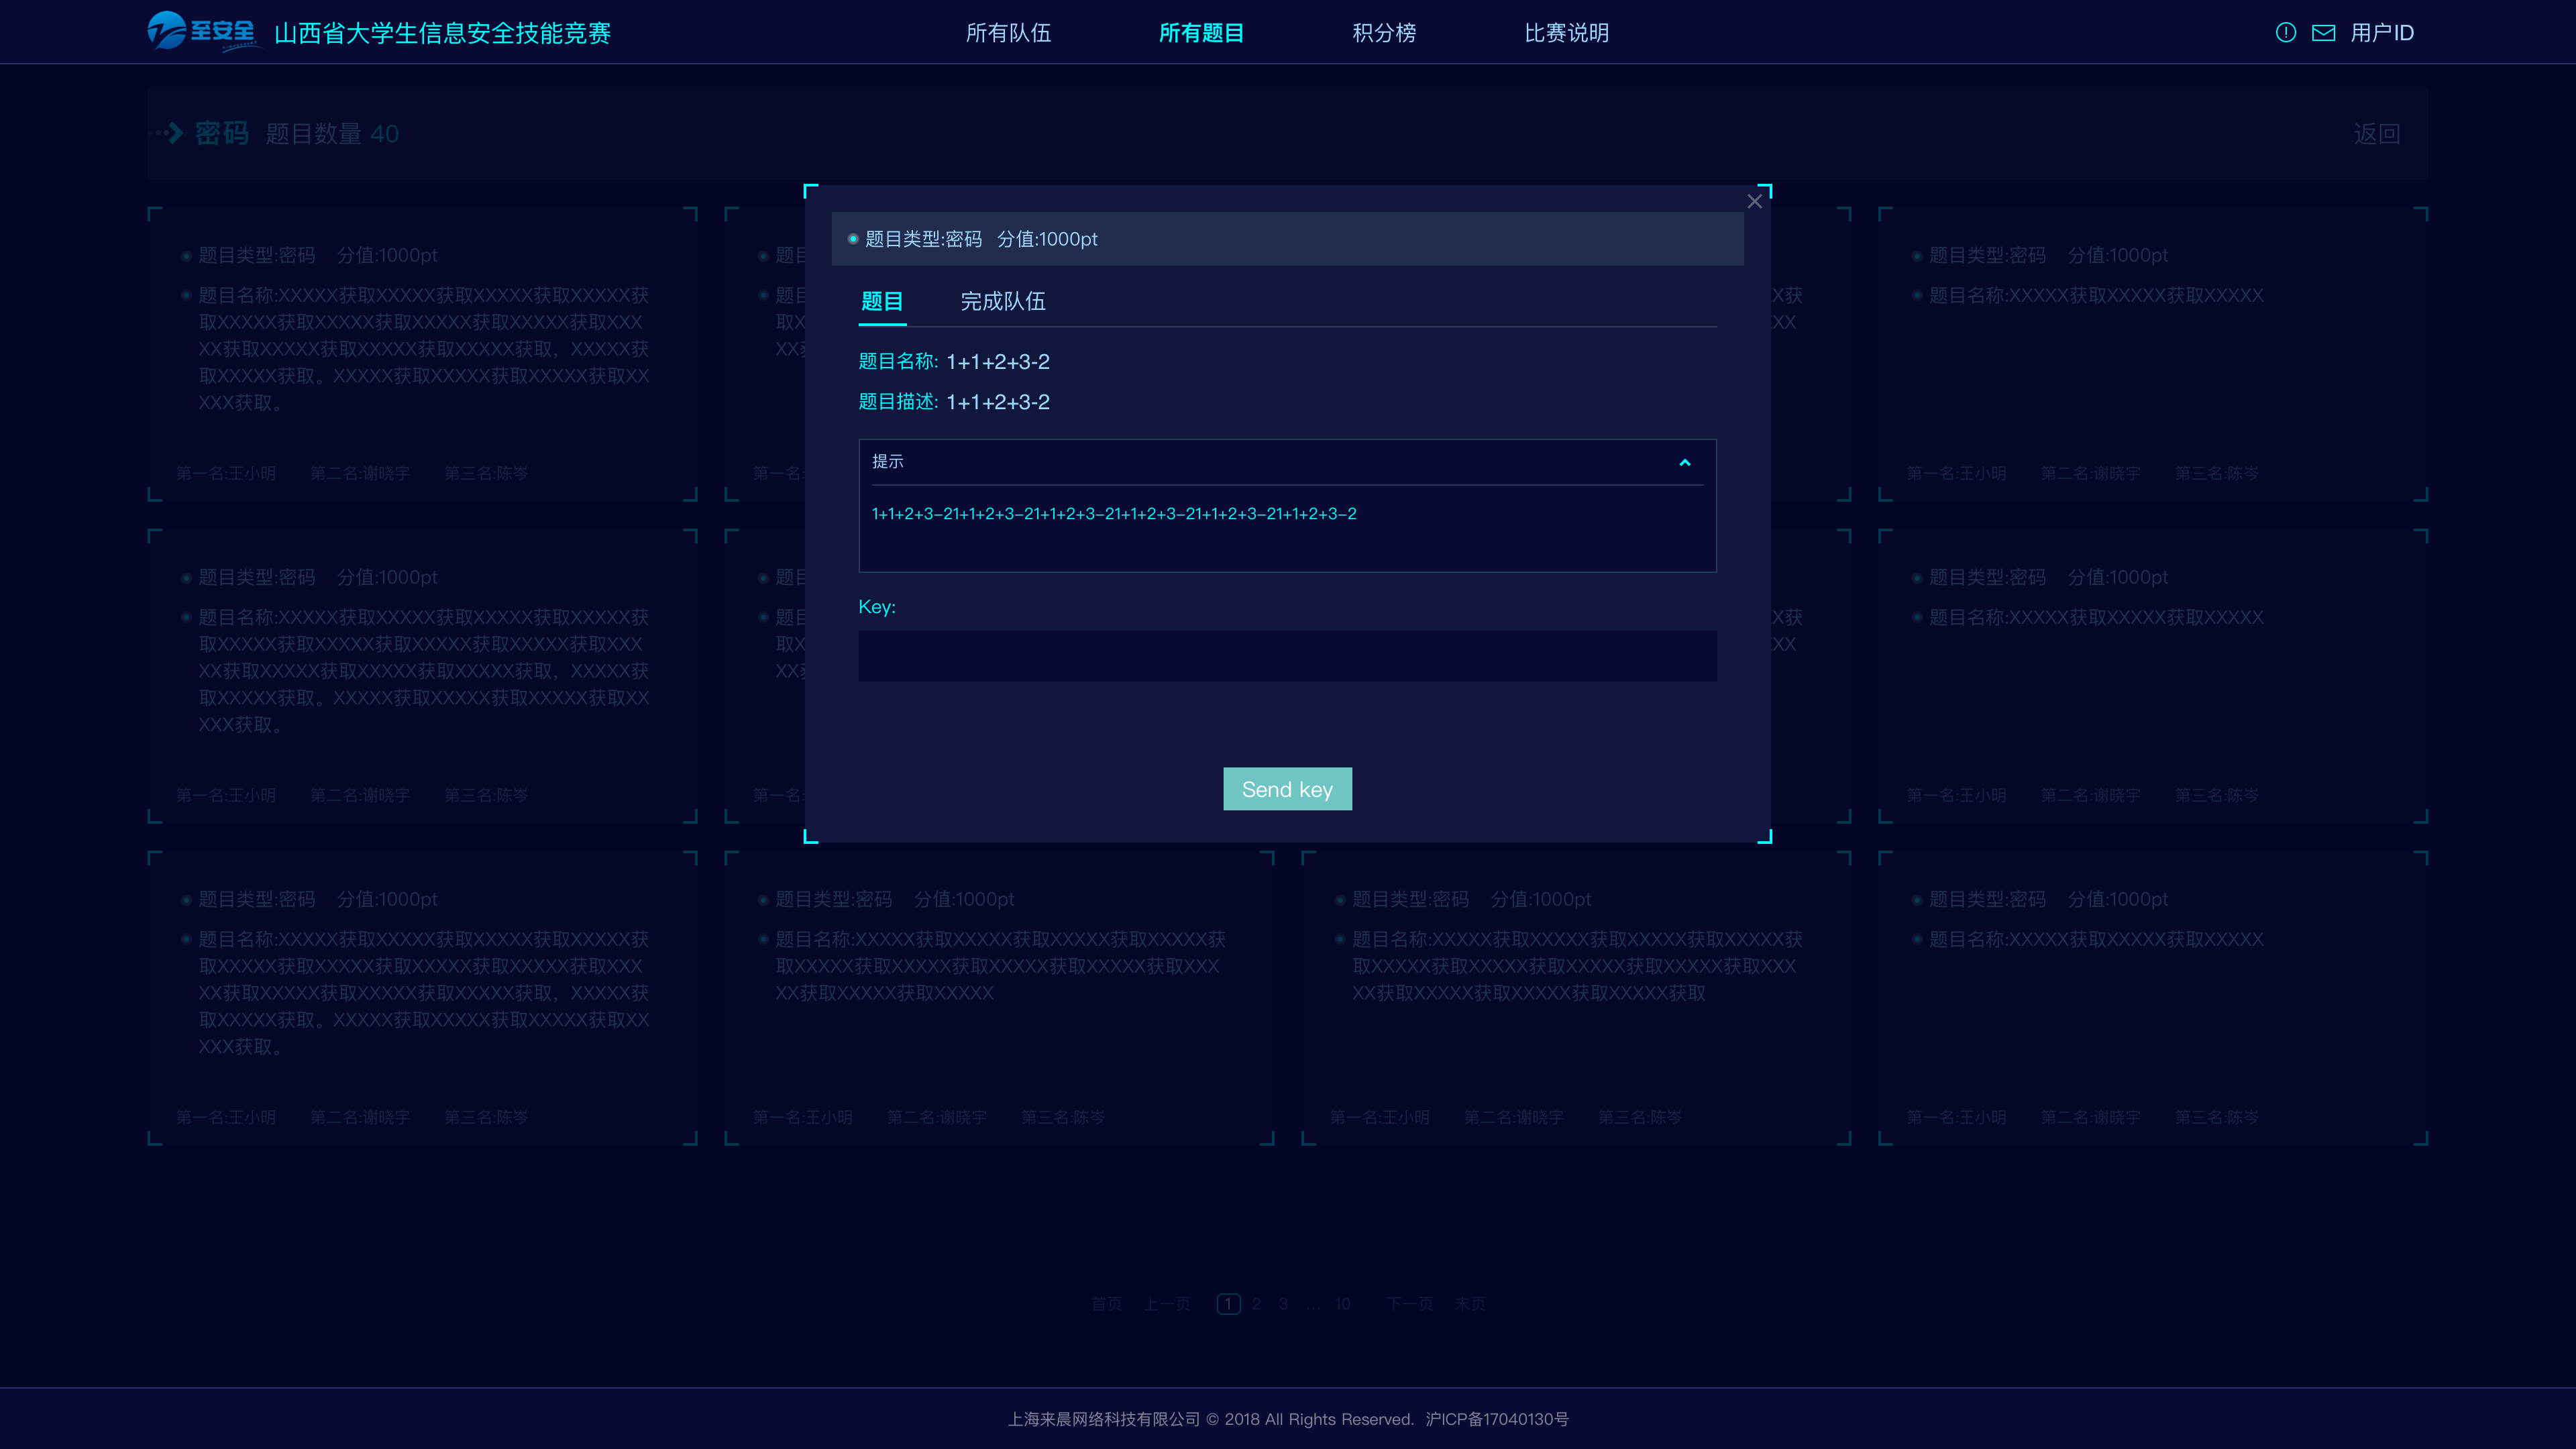 至安全 山西省大学生信息安全技能竞赛 所有队伍 所有题目 积分榜 比赛说明 用户ID
密码 题目数量 40 返回
题目类型:密码 分值:1000pt
题目 完成队伍
题目名称: 1+1+2+3-2
题目描述: 1+1+2+3-2
提示
1+1+2+3–21+1+2+3–21+1+2+3–21+1+2+3–21+1+2+3–21+1+2+3–2
Key:
Send key
题目类型:密码 分值:1000pt
题目名称:XXXXX获取XXXXX获取XXXXX获取XXXXX获
取XXXXX获取XXXXX获取XXXXX获取XXXXX获取XXX
XX获取XXXXX获取XXXXX获取XXXXX获取，XXXXX获
取XXXXX获取。XXXXX获取XXXXX获取XXXXX获取XX
XXX获取。
第一名:王小明 第二名:谢晓宇 第三名:陈岑
题目
题目
取X
XX获
第一名:
X获
XX
题目类型:密码 分值:1000pt
题目名称:XXXXX获取XXXXX获取XXXXX
第一名:王小明 第二名:谢晓宇 第三名:陈岑
题目类型:密码 分值:1000pt
题目名称:XXXXX获取XXXXX获取XXXXX获取XXXXX获
取XXXXX获取XXXXX获取XXXXX获取XXXXX获取XXX
XX获取XXXXX获取XXXXX获取XXXXX获取，XXXXX获
取XXXXX获取。XXXXX获取XXXXX获取XXXXX获取XX
XXX获取。
第一名:王小明 第二名:谢晓宇 第三名:陈岑
题目
题目
取X
XX获
第一名:
X获
XX
题目类型:密码 分值:1000pt
题目名称:XXXXX获取XXXXX获取XXXXX
第一名:王小明 第二名:谢晓宇 第三名:陈岑
题目类型:密码 分值:1000pt
题目名称:XXXXX获取XXXXX获取XXXXX获取XXXXX获
取XXXXX获取XXXXX获取XXXXX获取XXXXX获取XXX
XX获取XXXXX获取XXXXX获取XXXXX获取，XXXXX获
取XXXXX获取。XXXXX获取XXXXX获取XXXXX获取XX
XXX获取。
第一名:王小明 第二名:谢晓宇 第三名:陈岑
题目类型:密码 分值:1000pt
题目名称:XXXXX获取XXXXX获取XXXXX获取XXXXX获
取XXXXX获取XXXXX获取XXXXX获取XXXXX获取XXX
XX获取XXXXX获取XXXXX
第一名:王小明 第二名:谢晓宇 第三名:陈岑
题目类型:密码 分值:1000pt
题目名称:XXXXX获取XXXXX获取XXXXX获取XXXXX获
取XXXXX获取XXXXX获取XXXXX获取XXXXX获取XXX
XX获取XXXXX获取XXXXX获取XXXXX获取
第一名:王小明 第二名:谢晓宇 第三名:陈岑
题目类型:密码 分值:1000pt
题目名称:XXXXX获取XXXXX获取XXXXX
第一名:王小明 第二名:谢晓宇 第三名:陈岑
首页 上一页 1 2 3 ... 10 下一页 末页
上海来晨网络科技有限公司 © 2018 All Rights Reserved. 沪ICP备17040130号